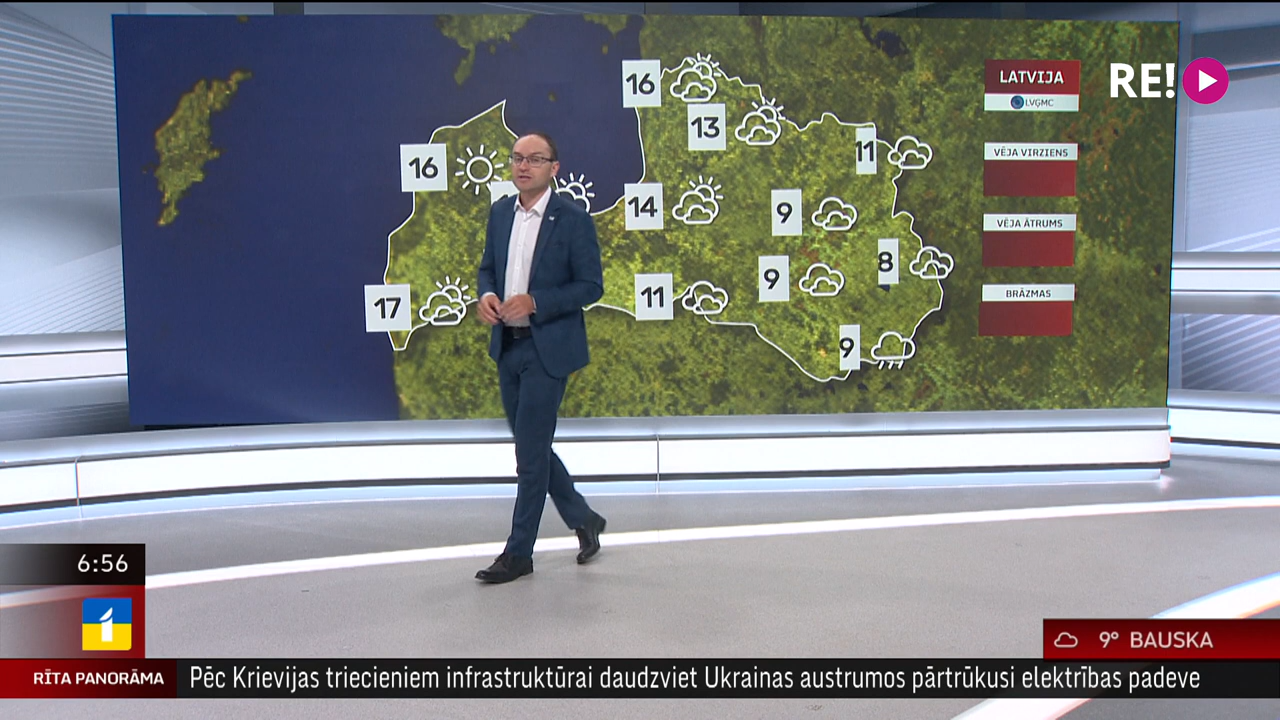 RE!
LATVIJA
LVĢMC
16
13
11
VĒJA VIRZIENS
16
14
9
VĒJA ĀTRUMS
9
8
17
11
BRĀZMAS
9
6:56
1
9° BAUSKA
RĪTA PANORĀMA
Pēc Krievijas triecieniem infrastruktūrai daudzviet Ukrainas austrumos pārtrūkusi elektrības padeve